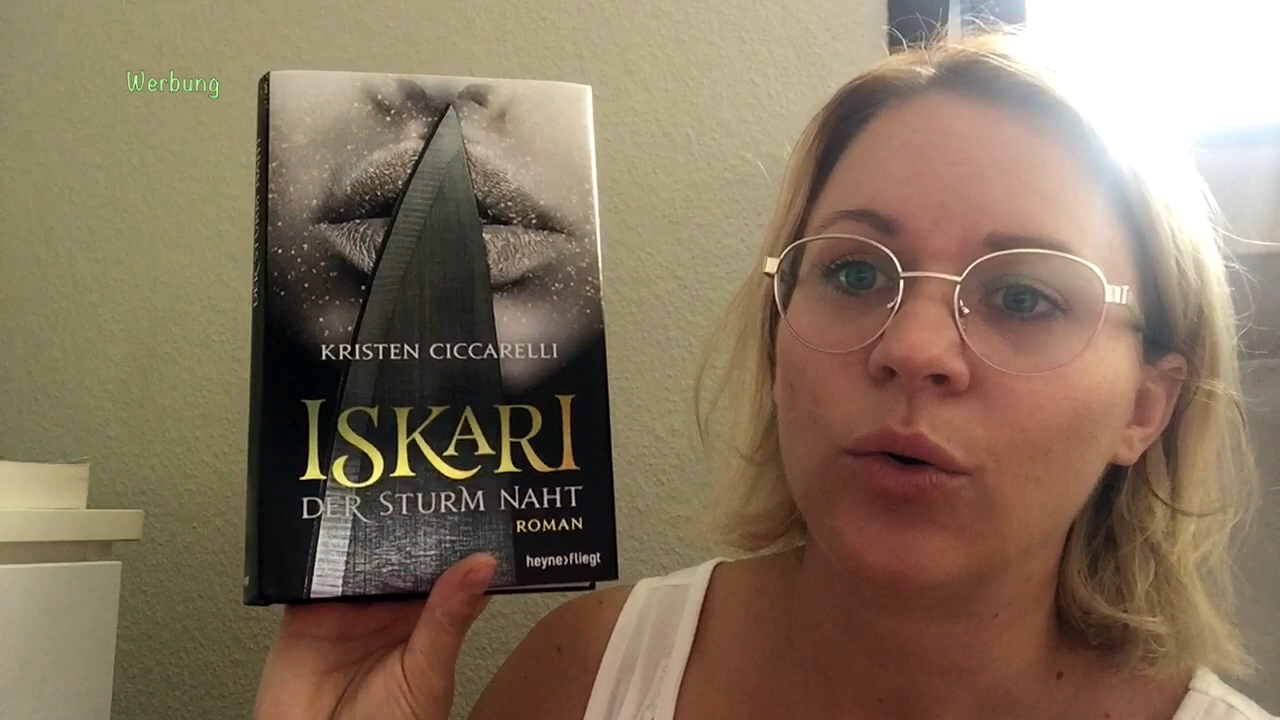 Werbung
KRISTEN CICCARELLI
ISKARI
DER STURM NAHT
ROMAN
heyne>fliegt